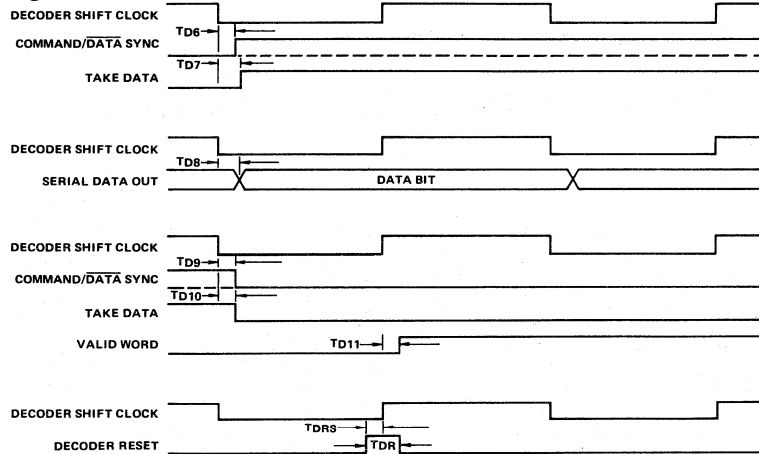 DECODER SHIFT CLOCK
TD6
COMMAND/DATA SYNC
TD7
TAKE DATA
DECODER SHIFT CLOCK
TD8
SERIAL DATA OUT
DATA BIT
DECODER SHIFT CLOCK
TD9
COMMAND/DATA SYNC
TD10
TAKE DATA
VALID WORD
TD11
DECODER SHIFT CLOCK
TDRS
DECODER RESET
TDR